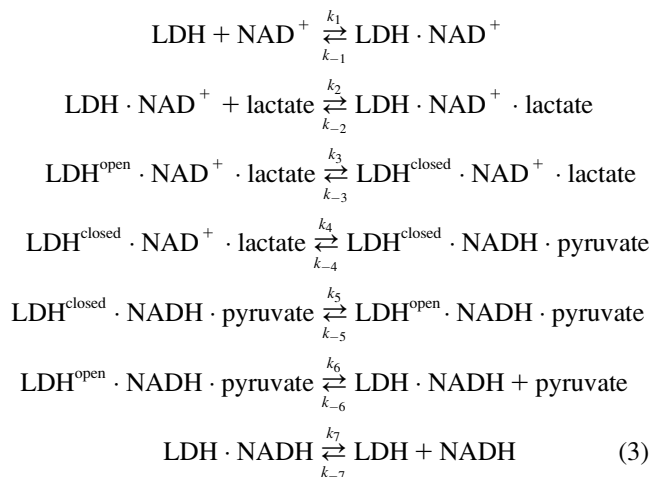 LDH + NAD⁺ ⇌ LDH · NAD⁺ (k₁, k₋₁)
LDH · NAD⁺ + lactate ⇌ LDH · NAD⁺ · lactate (k₂, k₋₂)
LDH^open · NAD⁺ · lactate ⇌ LDH^closed · NAD⁺ · lactate (k₃, k₋₃)
LDH^closed · NAD⁺ · lactate ⇌ LDH^closed · NADH · pyruvate (k₄, k₋₄)
LDH^closed · NADH · pyruvate ⇌ LDH^open · NADH · pyruvate (k₅, k₋₅)
LDH^open · NADH · pyruvate ⇌ LDH · NADH + pyruvate (k₆, k₋₆)
LDH · NADH ⇌ LDH + NADH (k₇, k₋₇) (3)